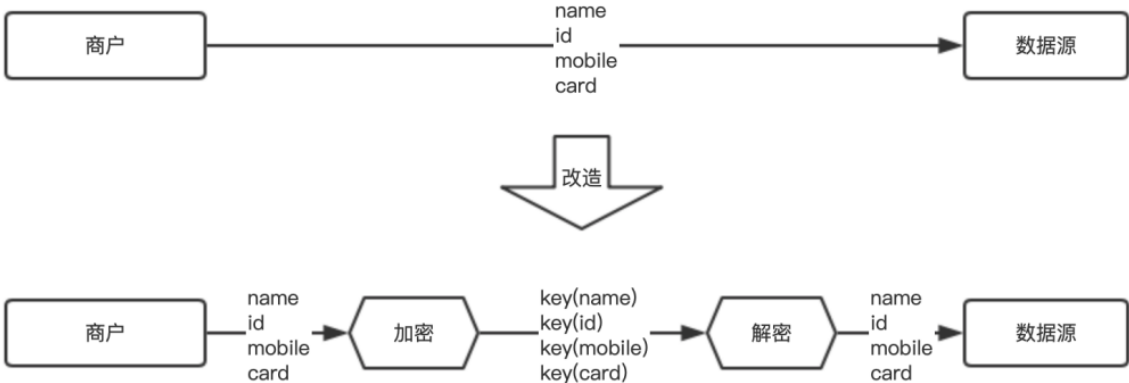 商户
name
id
mobile
card
数据源
改造
商户
name
id
mobile
card
加密
key(name)
key(id)
key(mobile)
key(card)
解密
name
id
mobile
card
数据源